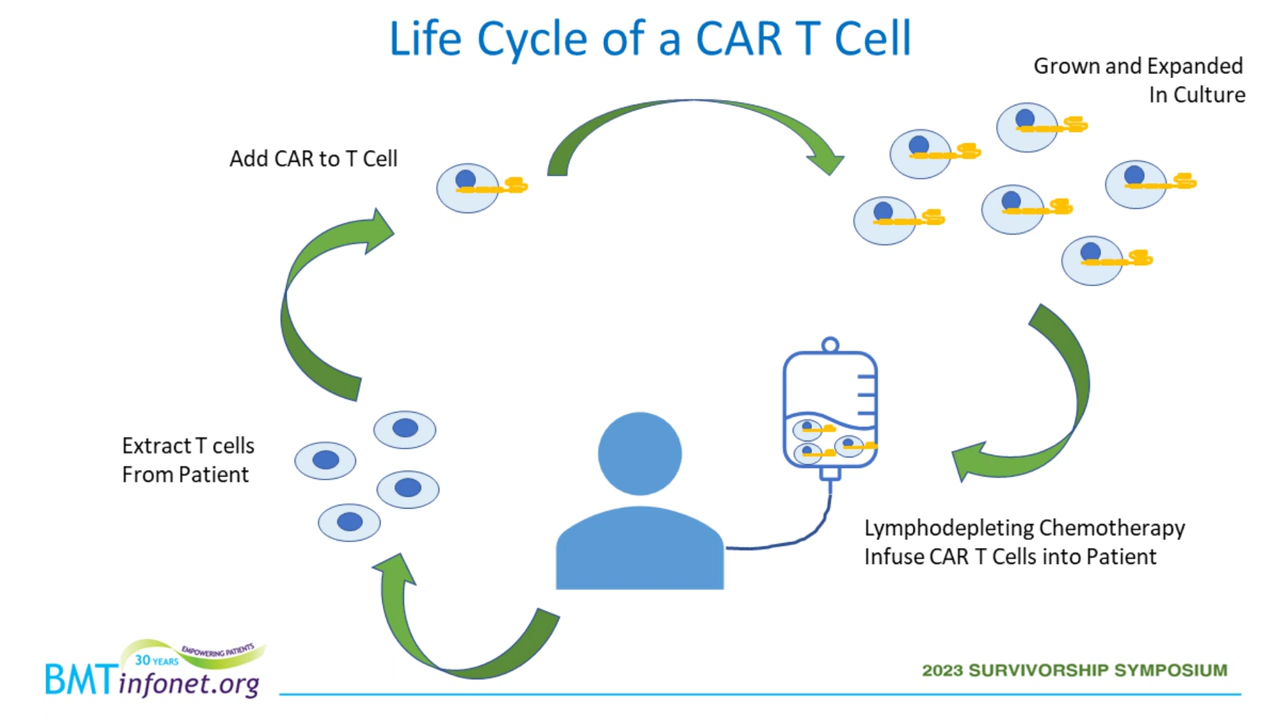 Life Cycle of a CAR T Cell
Grown and Expanded
In Culture
Add CAR to T Cell
Extract T cells
From Patient
Lymphodepleting Chemotherapy
Infuse CAR T Cells into Patient
30 YEARS
EMPOWERING PATIENTS
BMTinfonet.org
2023 SURVIVORSHIP SYMPOSIUM